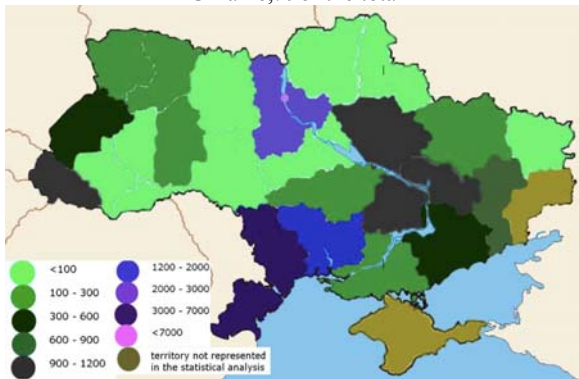 <100
100 - 300
300 - 600
600 - 900
900 - 1200
1200 - 2000
2000 - 3000
3000 - 7000
<7000
territory not represented
in the statistical analysis